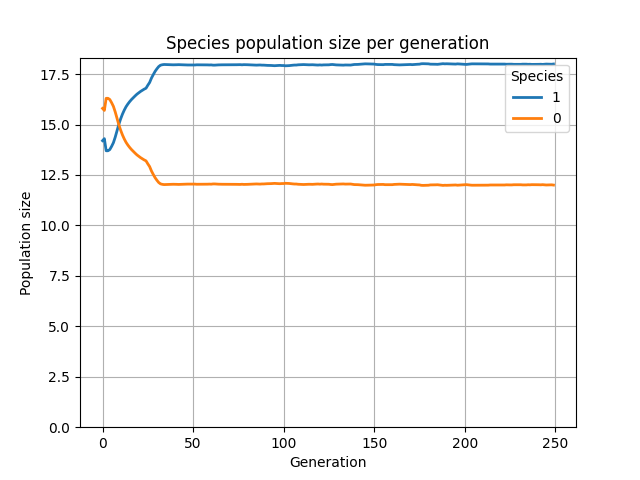 Species population size per generation
Species
1
0
17.5
15.0
12.5
10.0
7.5
5.0
2.5
0.0
Population size
0 50 100 150 200 250
Generation